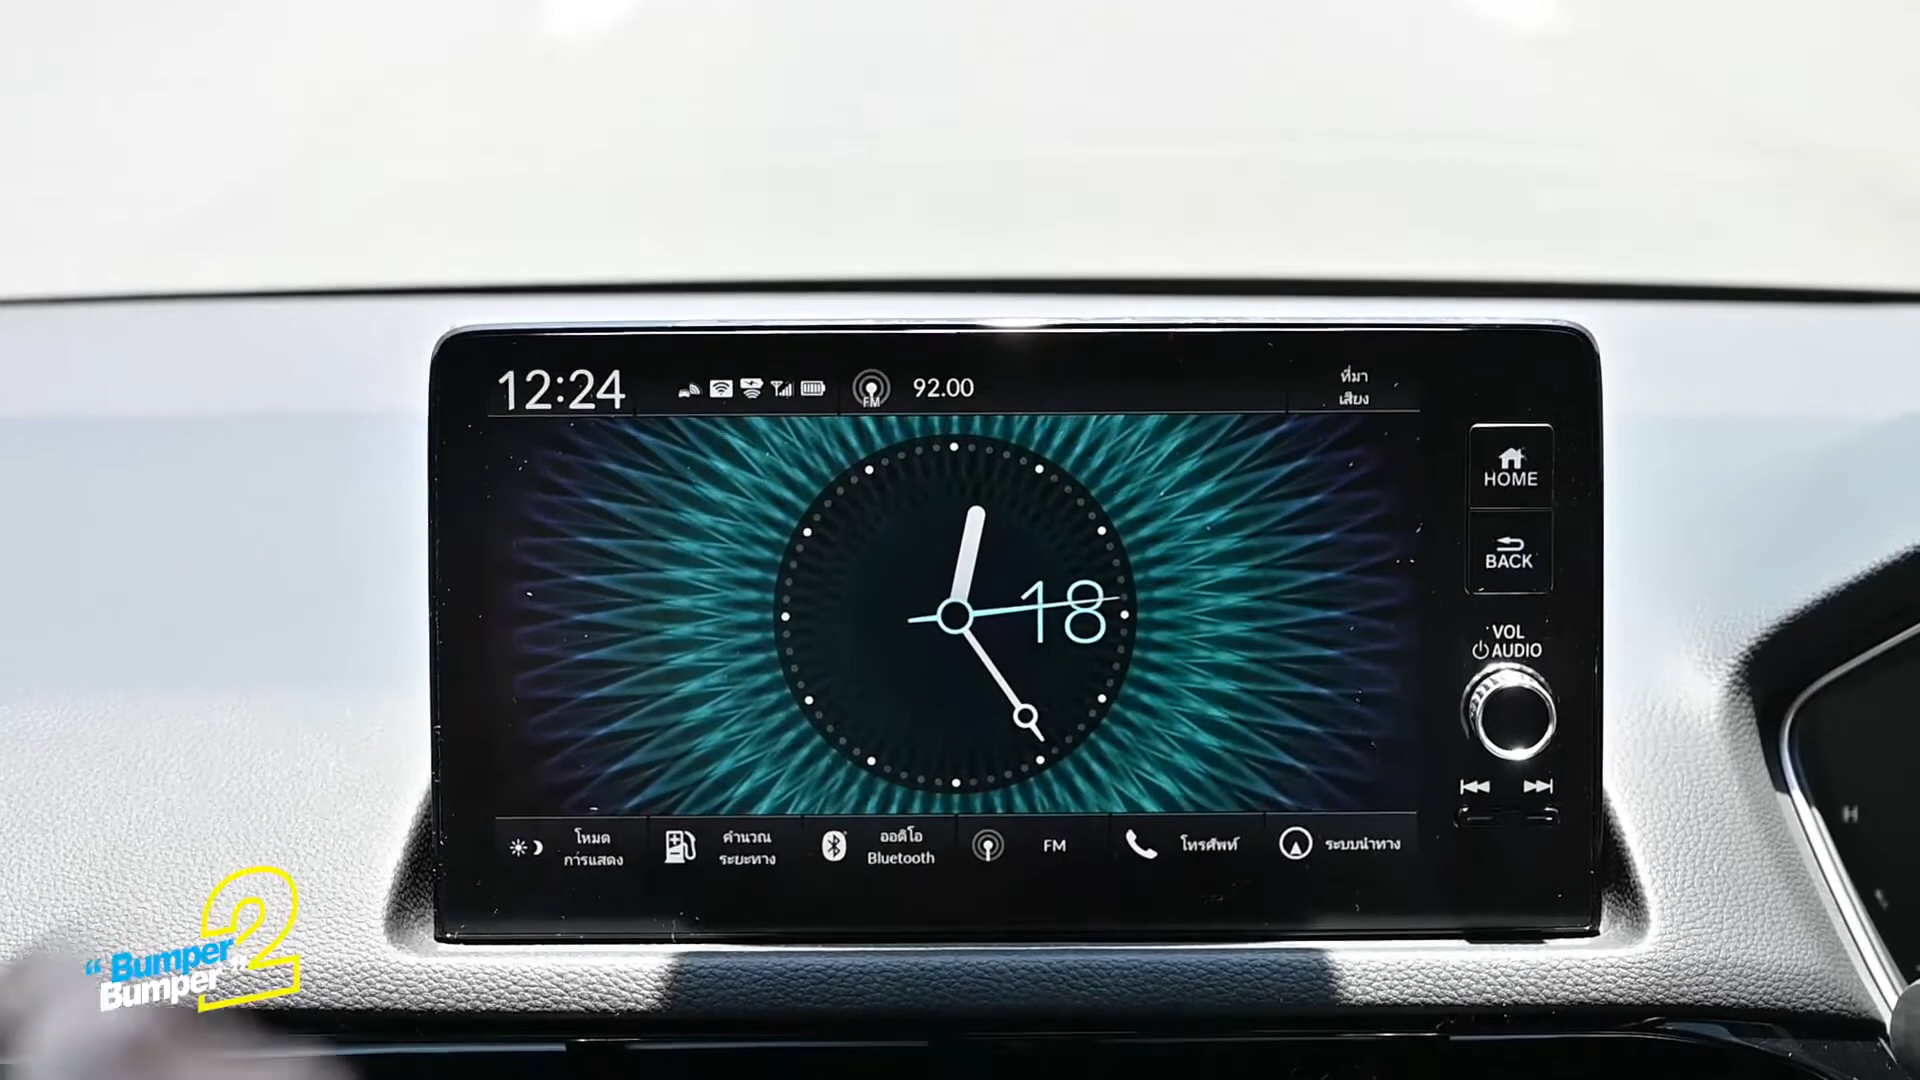 12:24
FM
92.00
ที่มา
เสียง
18
HOME
BACK
VOL
AUDIO
โหมด
การแสดง
คำนวณ
ระยะทาง
ออดิโอ
Bluetooth
FM
โทรศัพท์
ระบบนำทาง
H
“Bumper
2
Bumper”